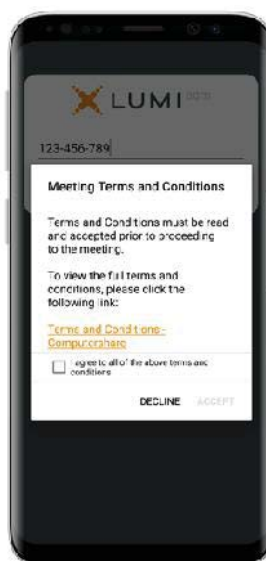 LUMI AGM
123-456-789
Meeting Terms and Conditions
Terms and Conditions must be read
and accepted prior to proceeding
to the meeting.
To view the full terms and
conditions, please click the
following link:
Terms and Conditions -
Computershare
I agree to all of the above terms and
conditions
DECLINE ACCEPT